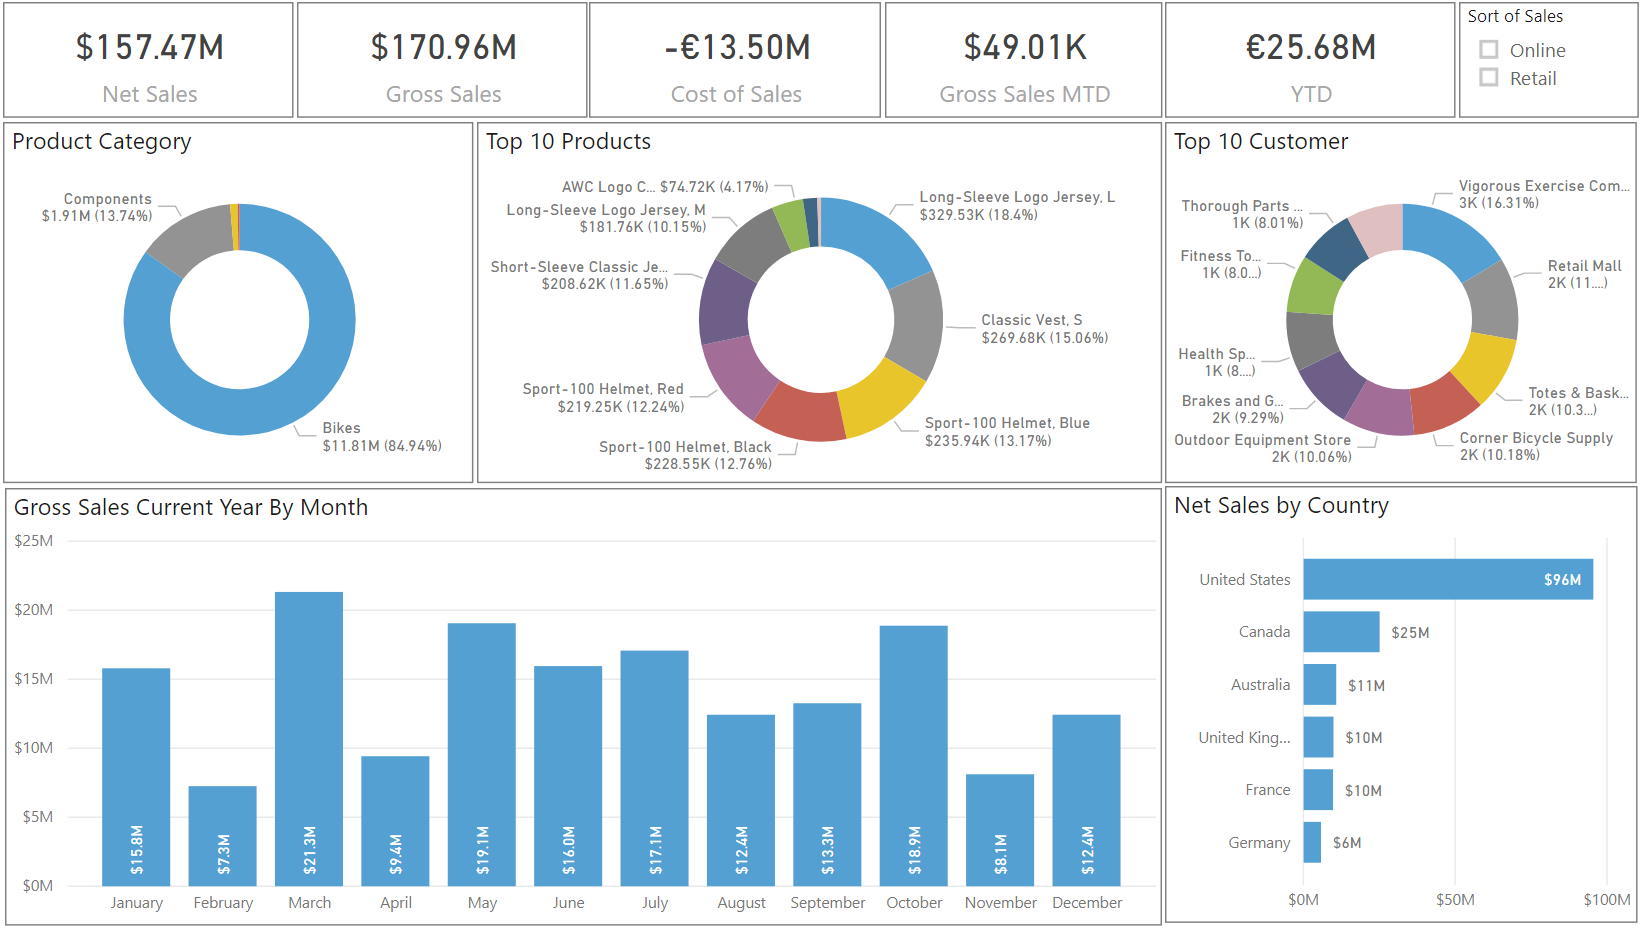 $157.47M
Net Sales
$170.96M
Gross Sales
-€13.50M
Cost of Sales
$49.01K
Gross Sales MTD
€25.68M
YTD
Sort of Sales
Online
Retail
Product Category
Components
$1.91M (13.74%)
Bikes
$11.81M (84.94%)
Top 10 Products
AWC Logo C... $74.72K (4.17%)
Long-Sleeve Logo Jersey, M
$181.76K (10.15%)
Short-Sleeve Classic Je...
$208.62K (11.65%)
Sport-100 Helmet, Red
$219.25K (12.24%)
Sport-100 Helmet, Black
$228.55K (12.76%)
Long-Sleeve Logo Jersey, L
$329.53K (18.4%)
Classic Vest, S
$269.68K (15.06%)
Sport-100 Helmet, Blue
$235.94K (13.17%)
Top 10 Customer
Thorough Parts ...
1K (8.01%)
Fitness To...
1K (8.0...)
Health Sp...
1K (8....)
Brakes and G...
2K (9.29%)
Outdoor Equipment Store
2K (10.06%)
Vigorous Exercise Com...
3K (16.31%)
Retail Mall
2K (11....)
Totes & Bask...
2K (10.3...)
Corner Bicycle Supply
2K (10.18%)
Gross Sales Current Year By Month
$25M
$20M
$15M
$10M
$5M
$0M
$15.8M
$7.3M
$21.3M
$9.4M
$19.1M
$16.0M
$17.1M
$12.4M
$13.3M
$18.9M
$8.1M
$12.4M
January February March April May June July August September October November December
Net Sales by Country
United States $96M
Canada $25M
Australia $11M
United King... $10M
France $10M
Germany $6M
$0M $50M $100M